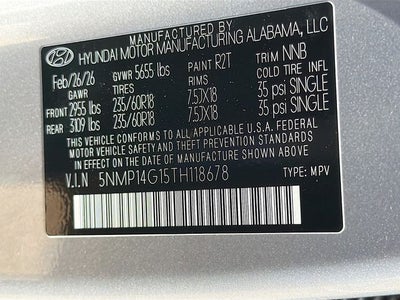 MANUFACTURED BY
HYUNDAI MOTOR MANUFACTURING ALABAMA, LLC
Feb/26/26 GVWR 5655 lbs PAINT R2T TRIM NNB
GAWR TIRES RIMS COLD TIRE INFL
FRONT 2955 lbs 235/60R18 7.5JX18 35 psi SINGLE
REAR 3109 lbs 235/60R18 7.5JX18 35 psi SINGLE
THIS VEHICLE CONFORMS TO ALL APPLICABLE U.S.A. FEDERAL
MOTOR VEHICLE SAFETY STANDARDS IN EFFECT ON THE
DATE OF MANUFACTURE SHOWN ABOVE.
V.I.N 5NMP14G15TH118678 TYPE: MPV